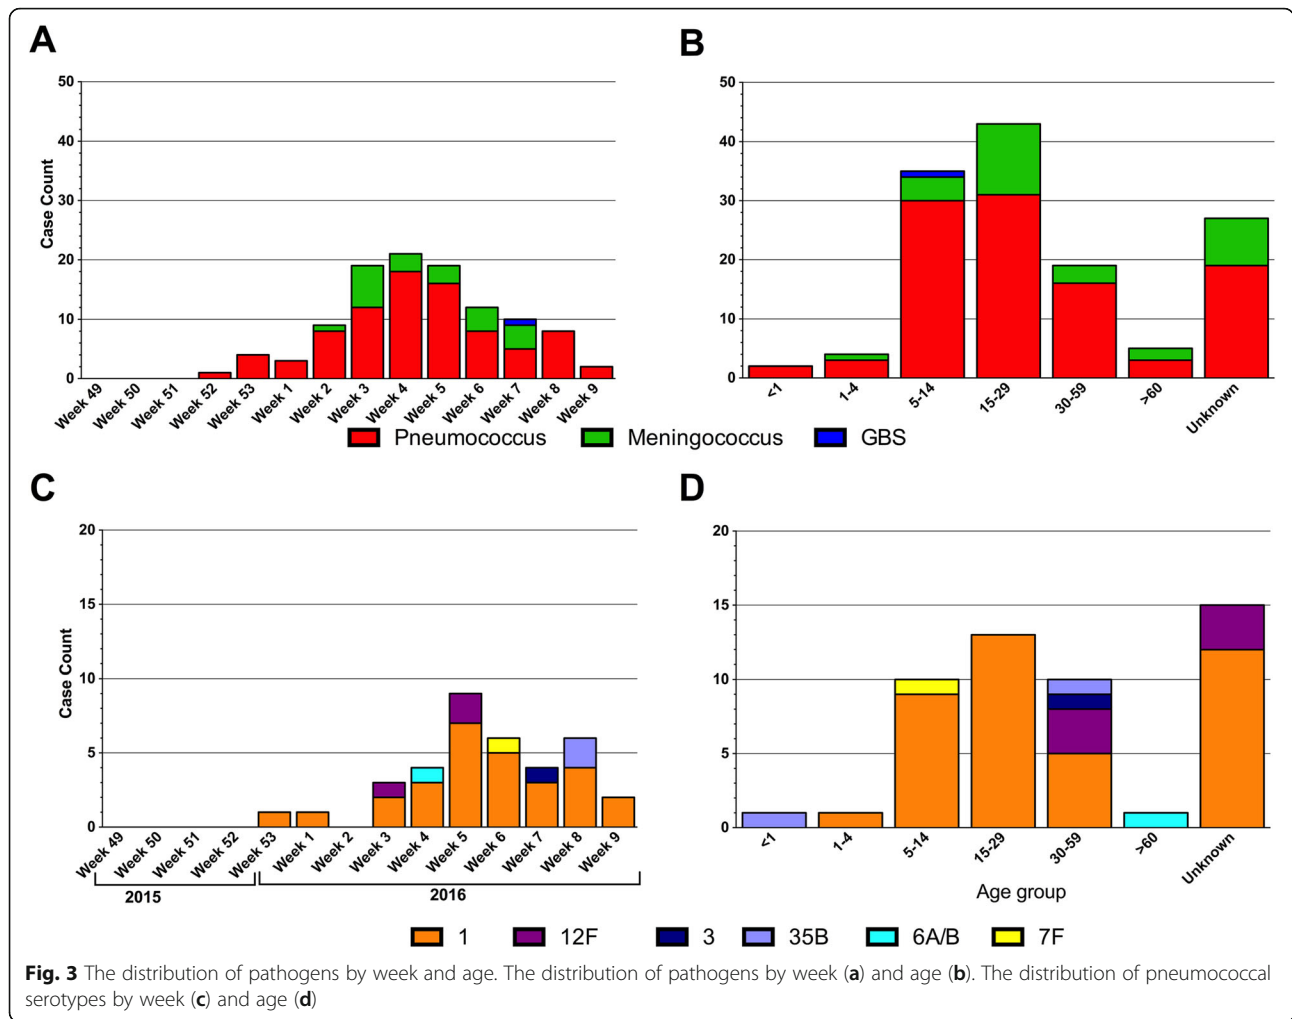 A
B
50
40
30
20
10
0
Case Count
Week 49
Week 50
Week 51
Week 52
Week 53
Week 1
Week 2
Week 3
Week 4
Week 5
Week 6
Week 7
Week 8
Week 9
50
40
30
20
10
0
<1
1-4
5-14
15-29
30-59
>60
Unknown
Pneumococcus Meningococcus GBS
C
D
20
15
10
5
0
Case Count
Week 49
Week 50
Week 51
Week 52
Week 53
Week 1
Week 2
Week 3
Week 4
Week 5
Week 6
Week 7
Week 8
Week 9
2015 2016
20
15
10
5
0
<1
1-4
5-14
15-29
30-59
>60
Unknown
Age group
1 12F 3 35B 6A/B 7F
Fig. 3 The distribution of pathogens by week and age. The distribution of pathogens by week (a) and age (b). The distribution of pneumococcal
serotypes by week (c) and age (d)